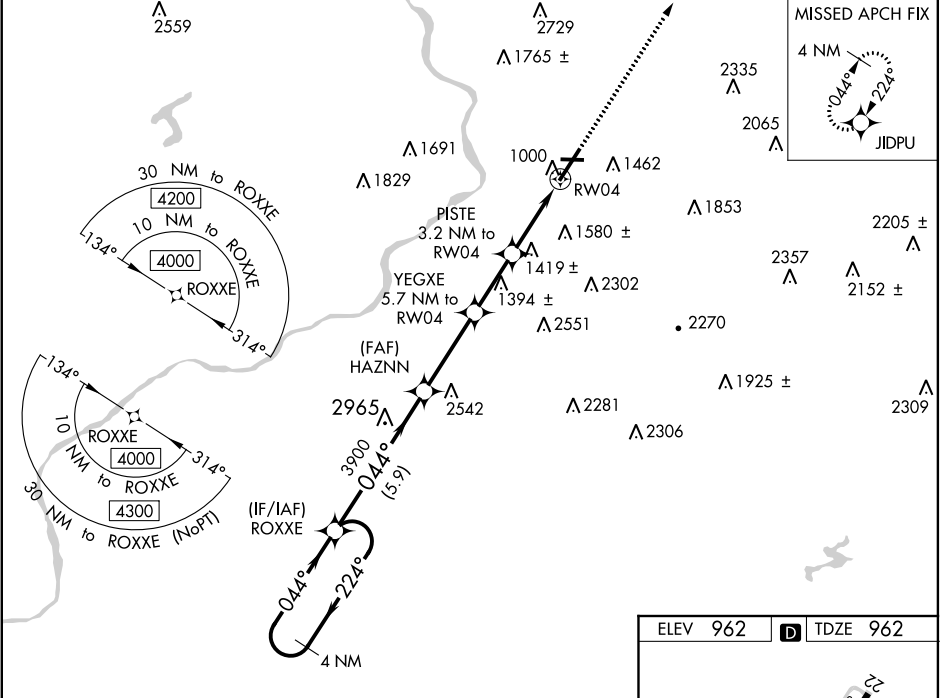 2559
2729
1765 ±
MISSED APCH FIX
4 NM
044°
224°
JIDPU
2335
2065
1691
1829
1000
1462
RW04
30 NM to ROXXE
4200
10 NM to ROXXE
4000
134°
ROXXE
314°
PISTE
3.2 NM to
RW04
1580 ±
1853
2205 ±
1419 ±
2357
2152 ±
YEGXE
5.7 NM to
RW04
1394 ±
2302
2551
2270
(FAF)
HAZNN
2542
2965
1925 ±
2309
2281
2306
134°
ROXXE
4000
314°
10 NM to ROXXE
4300
30 NM to ROXXE (NoPT)
3900
044°
(5.9)
(IF/IAF)
ROXXE
044°
224°
4 NM
ELEV 962 D TDZE 962
22